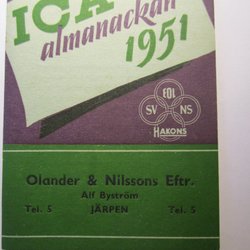 ICA
almanackan
1951
EOL
SV NS
HAKONS
Olander & Nilssons Eftr.
Alf Byström
Tel. 5 JÄRPEN Tel. 5